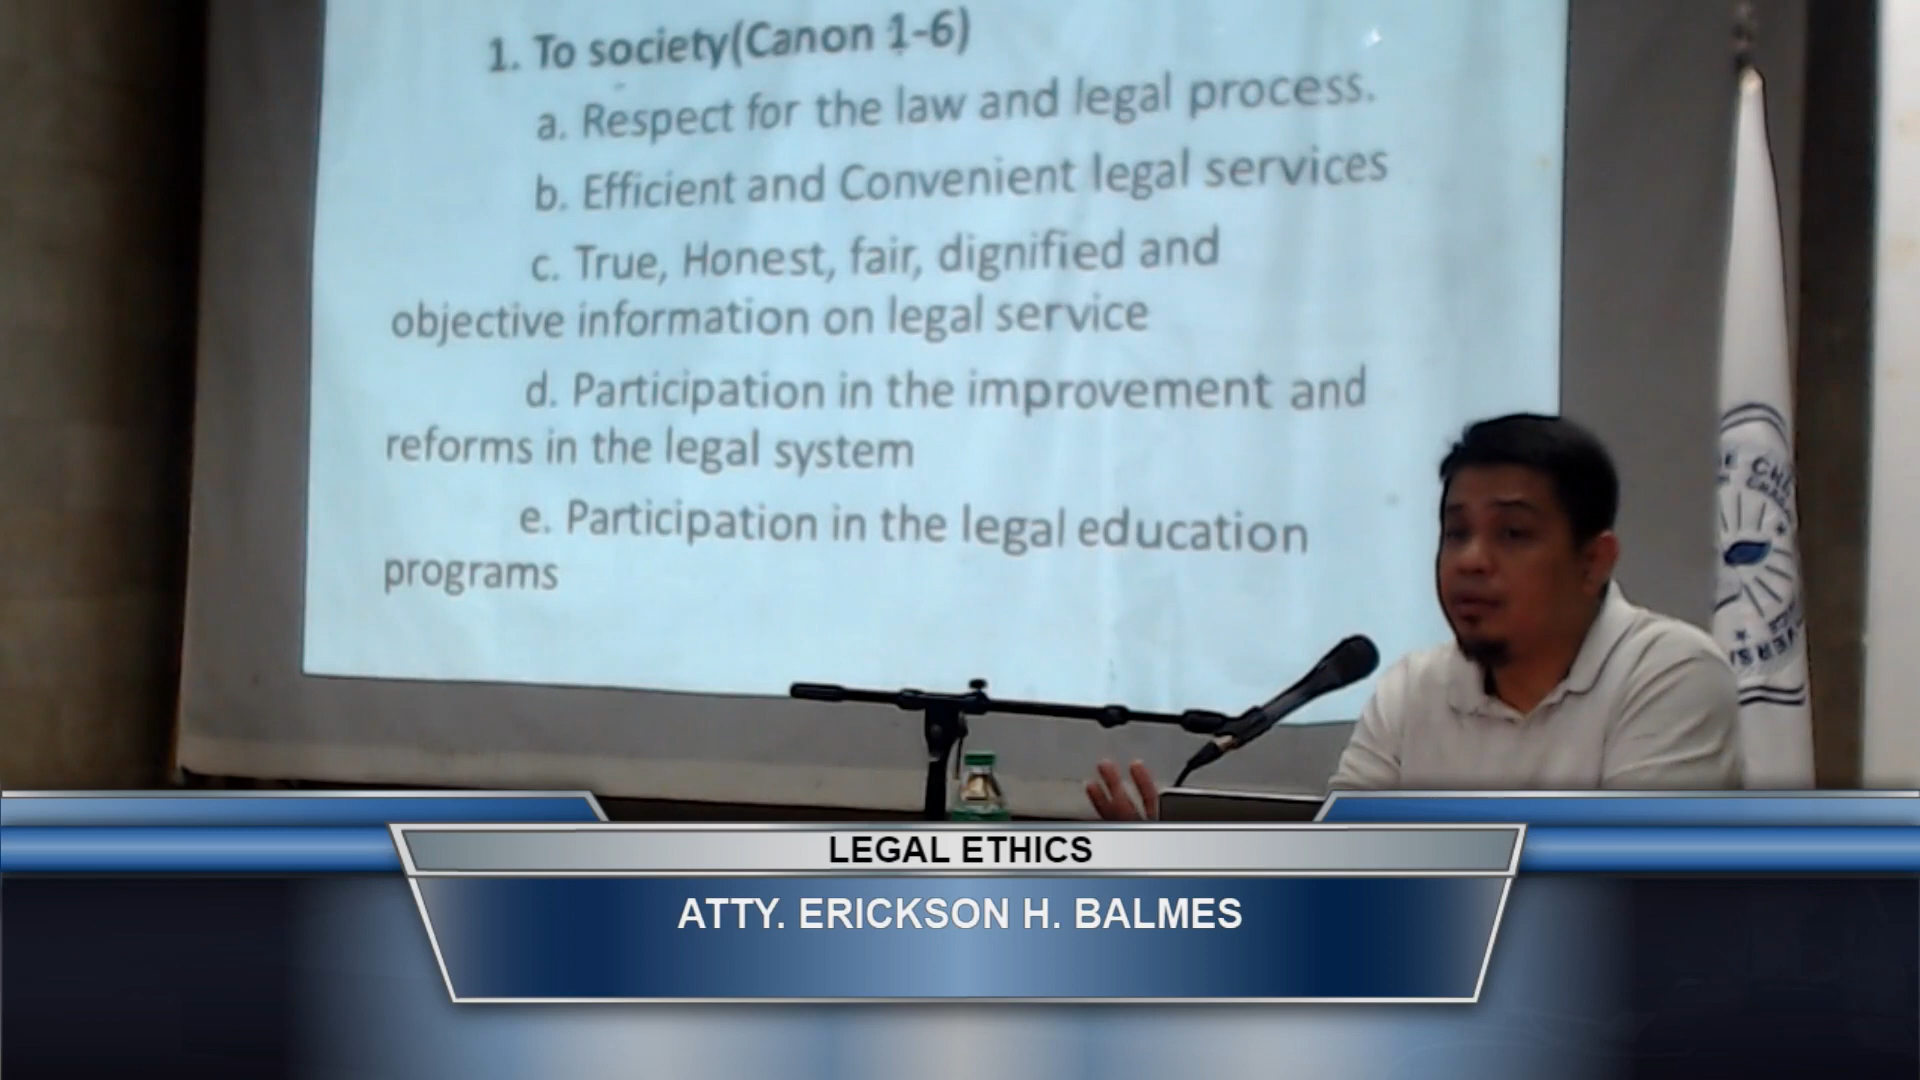 1. To society(Canon 1-6)
a. Respect for the law and legal process.
b. Efficient and Convenient legal services
c. True, Honest, fair, dignified and
objective information on legal service
d. Participation in the improvement and
reforms in the legal system
e. Participation in the legal education
programs
LEGAL ETHICS
ATTY. ERICKSON H. BALMES